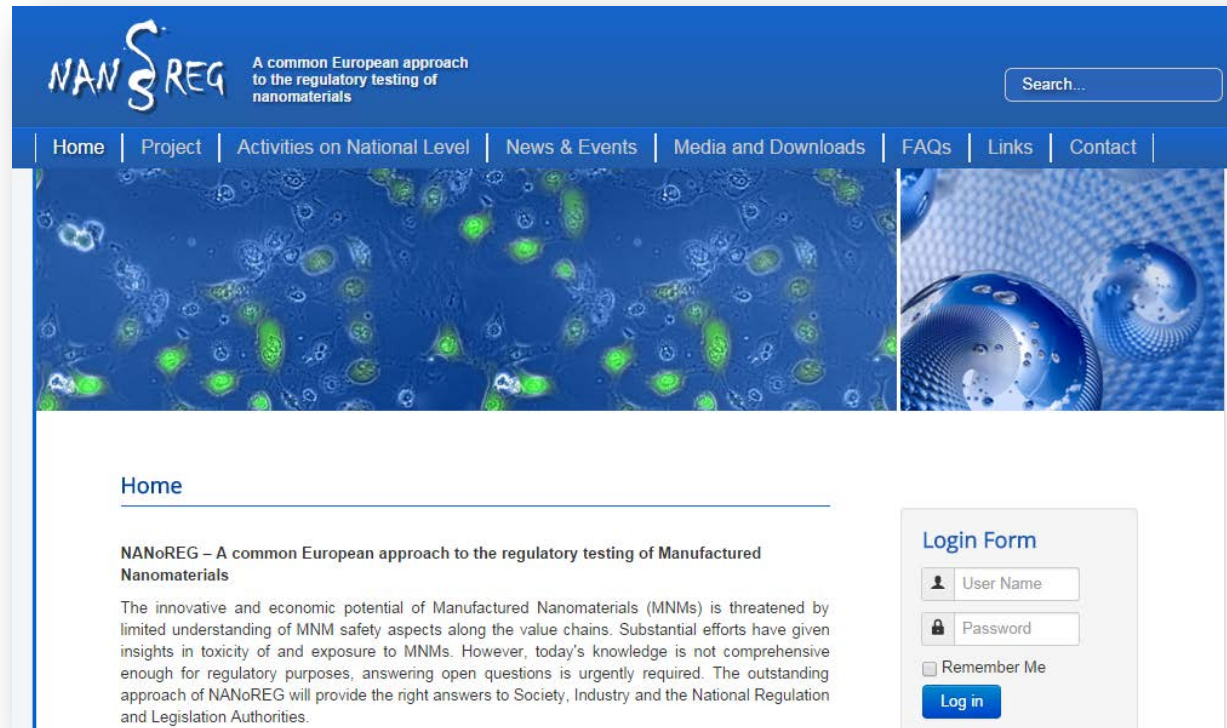 NANoREG
A common European approach
to the regulatory testing of
nanomaterials
Search...
Home
Project
Activities on National Level
News & Events
Media and Downloads
FAQs
Links
Contact
Home
NANoREG – A common European approach to the regulatory testing of Manufactured
Nanomaterials
The innovative and economic potential of Manufactured Nanomaterials (MNMs) is threatened by
limited understanding of MNM safety aspects along the value chains. Substantial efforts have given
insights in toxicity of and exposure to MNMs. However, today's knowledge is not comprehensive
enough for regulatory purposes, answering open questions is urgently required. The outstanding
approach of NANoREG will provide the right answers to Society, Industry and the National Regulation
and Legislation Authorities.
Login Form
User Name
Password
Remember Me
Log in